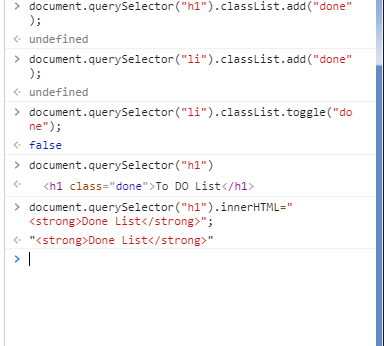 document.querySelector("h1").classList.add("done"
);
undefined
document.querySelector("li").classList.add("done"
);
undefined
document.querySelector("li").classList.toggle("do
ne");
false
document.querySelector("h1")
<h1 class="done">To DO List</h1>
document.querySelector("h1").innerHTML="
<strong>Done List</strong>";
"<strong>Done List</strong>"